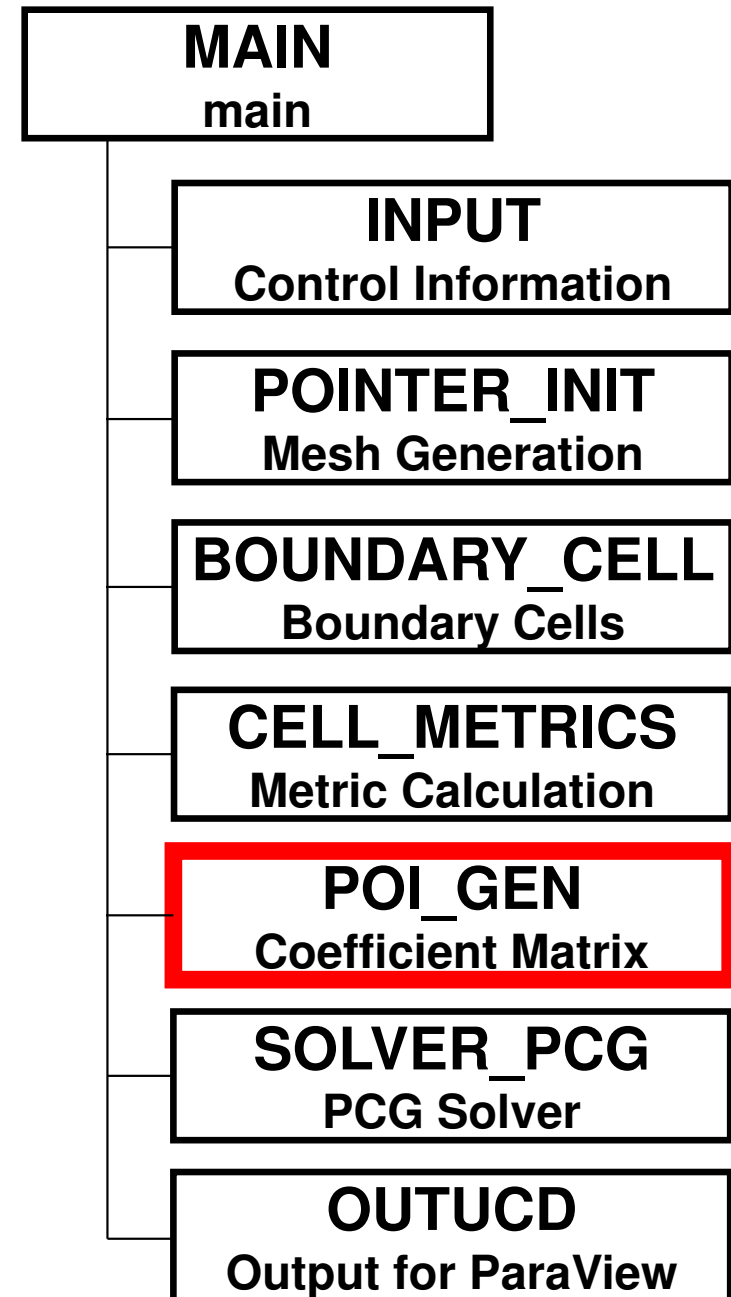 MAIN
main
INPUT
Control Information
POINTER_INIT
Mesh Generation
BOUNDARY_CELL
Boundary Cells
CELL_METRICS
Metric Calculation
POI_GEN
Coefficient Matrix
SOLVER_PCG
PCG Solver
OUTUCD
Output for ParaView